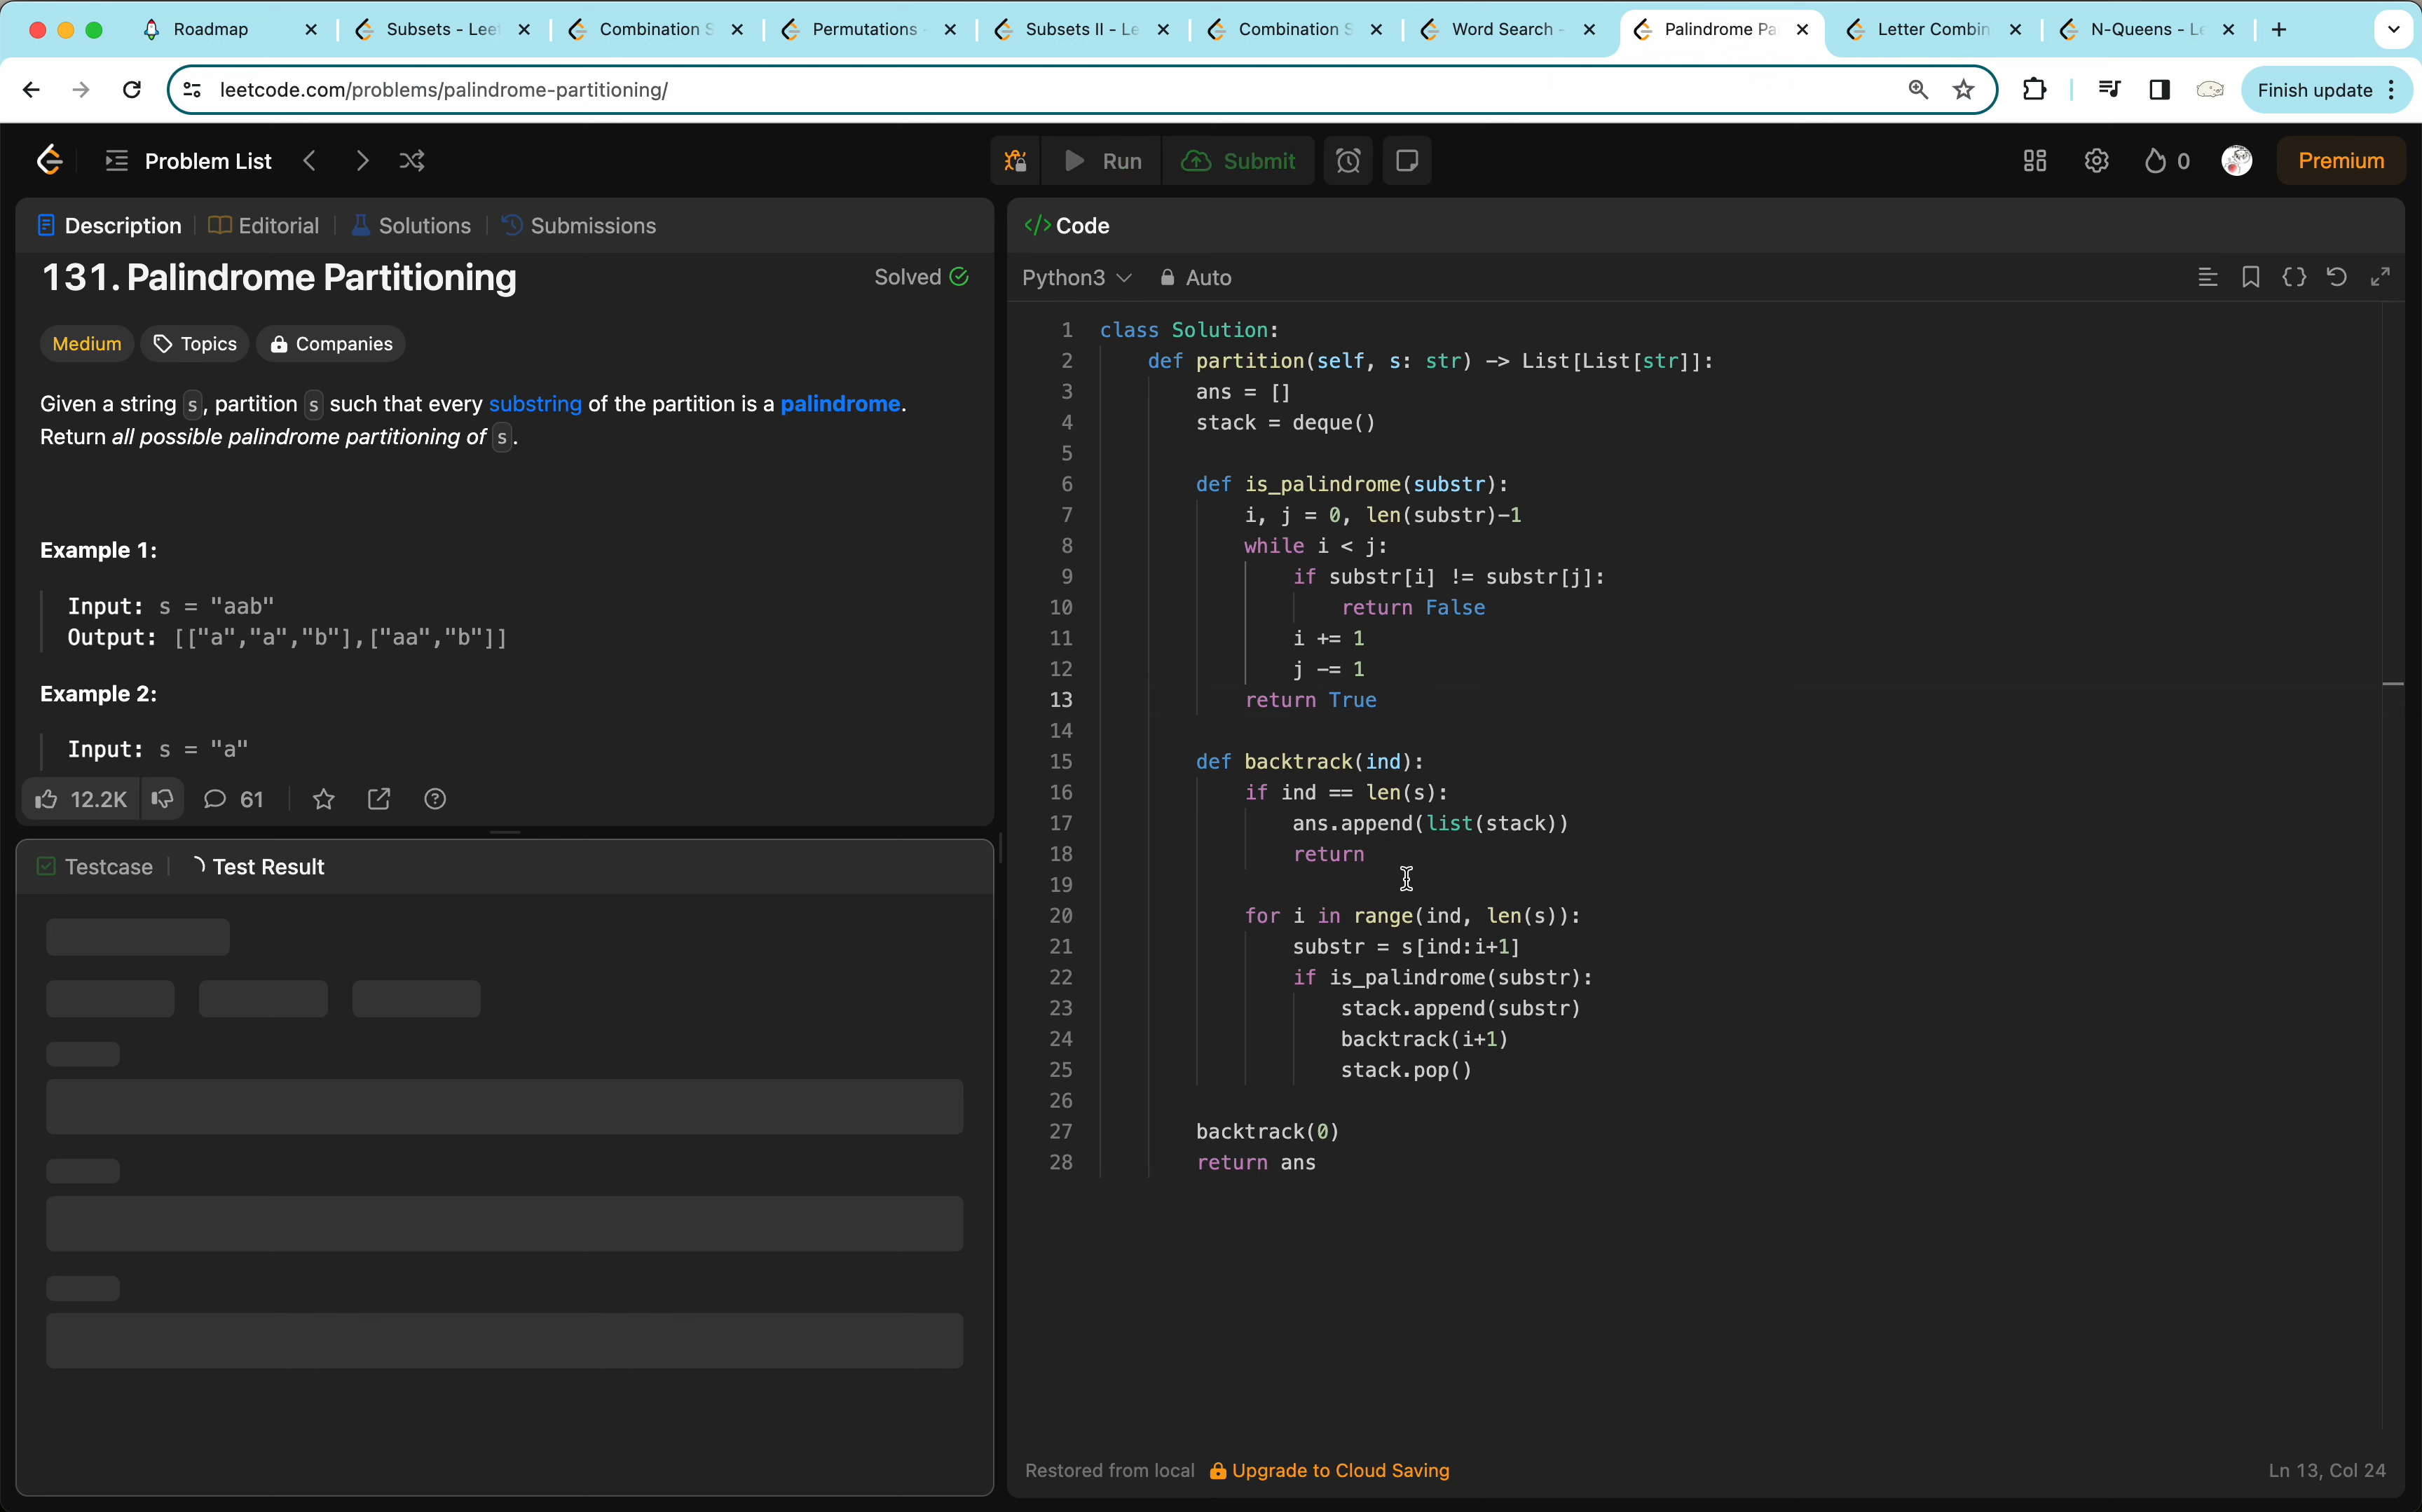 Roadmap
Subsets - Leet
Combination S
Permutations -
Subsets II - Le
Combination S
Word Search -
Palindrome Pa
Letter Combin
N-Queens - Le
leetcode.com/problems/palindrome-partitioning/
Finish update
Problem List
Run
Submit
0
Premium
Description
Editorial
Solutions
Submissions
131. Palindrome Partitioning
Solved
Medium
Topics
Companies
Given a string s, partition s such that every substring of the partition is a palindrome.
Return all possible palindrome partitioning of s.
Example 1:
Input: s = "aab"
Output: [["a","a","b"],["aa","b"]]
Example 2:
Input: s = "a"
12.2K
61
Testcase
Test Result
</> Code
Python3
Auto
1 class Solution:
2     def partition(self, s: str) -> List[List[str]]:
3         ans = []
4         stack = deque()
5
6         def is_palindrome(substr):
7             i, j = 0, len(substr)-1
8             while i < j:
9                 if substr[i] != substr[j]:
10                     return False
11                 i += 1
12                 j -= 1
13             return True
14
15         def backtrack(ind):
16             if ind == len(s):
17                 ans.append(list(stack))
18                 return
19
20             for i in range(ind, len(s)):
21                 substr = s[ind:i+1]
22                 if is_palindrome(substr):
23                     stack.append(substr)
24                     backtrack(i+1)
25                     stack.pop()
26
27         backtrack(0)
28         return ans
Restored from local
Upgrade to Cloud Saving
Ln 13, Col 24